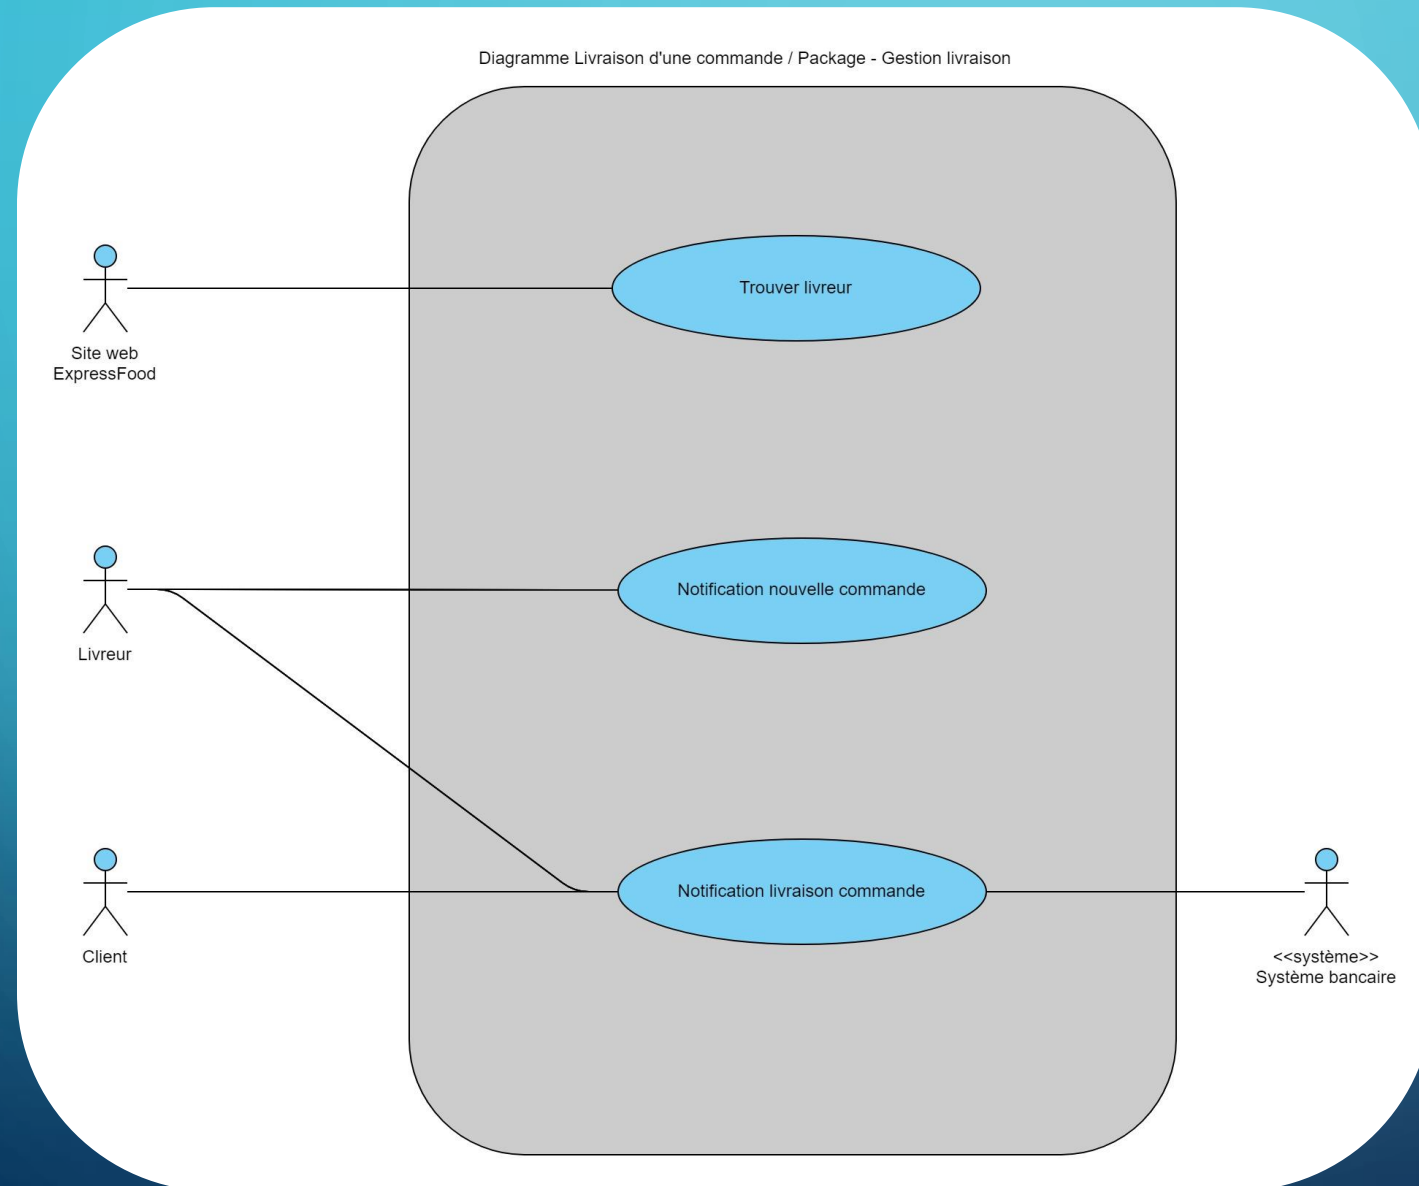 Diagramme Livraison d'une commande / Package - Gestion livraison
Trouver livreur
Site web
ExpressFood
Notification nouvelle commande
Livreur
Notification livraison commande
Client
<<système>>
Système bancaire